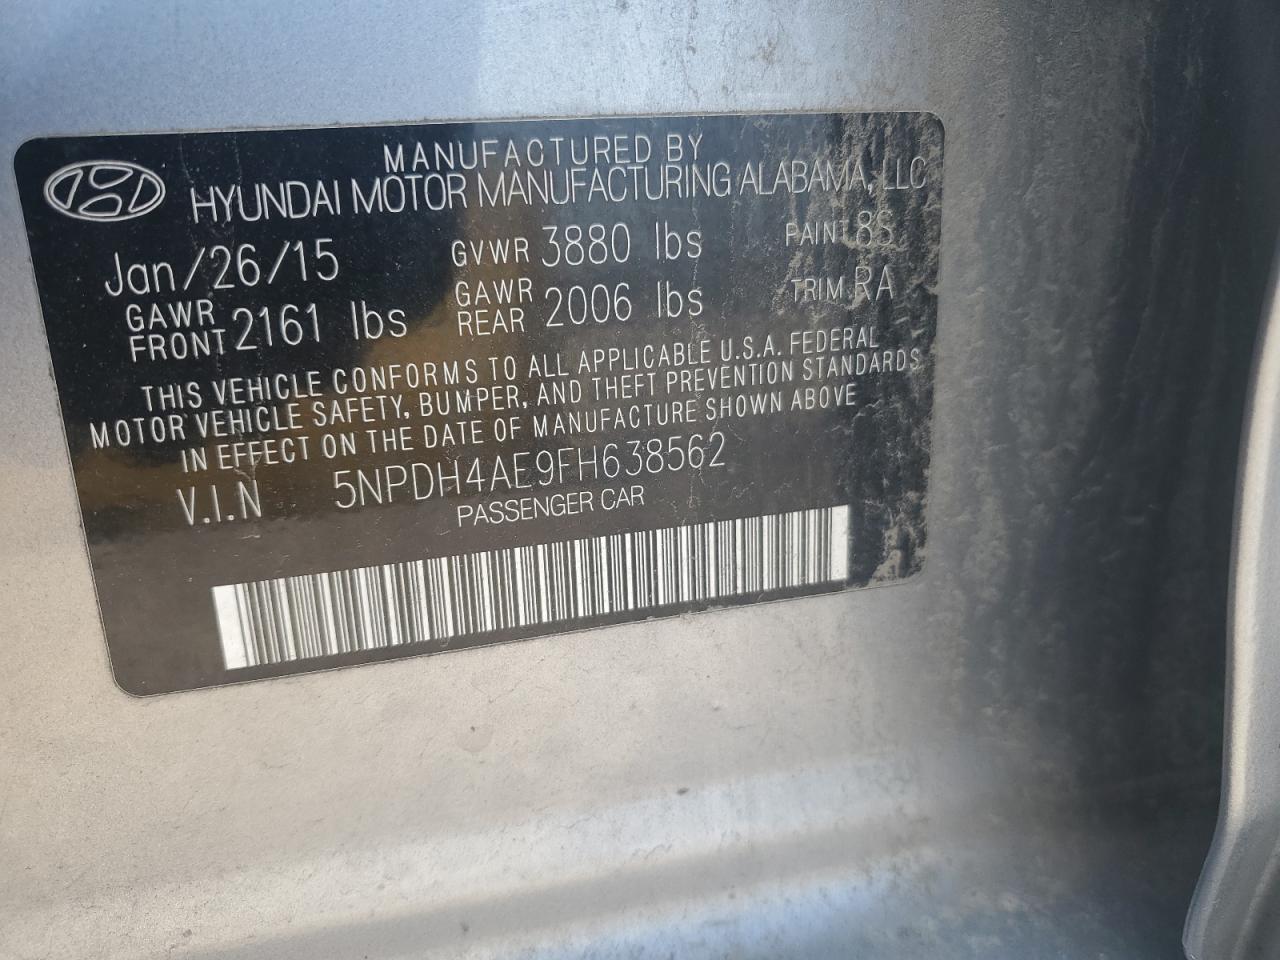 MANUFACTURED BY
HYUNDAI MOTOR MANUFACTURING ALABAMA, LLC
Jan/26/15 GVWR 3880 lbs PAINT 8S
GAWR FRONT 2161 lbs GAWR REAR 2006 lbs TRIM RA
THIS VEHICLE CONFORMS TO ALL APPLICABLE U.S.A. FEDERAL
MOTOR VEHICLE SAFETY, BUMPER, AND THEFT PREVENTION STANDARDS
IN EFFECT ON THE DATE OF MANUFACTURE SHOWN ABOVE
V.I.N 5NPDH4AE9FH638562
PASSENGER CAR